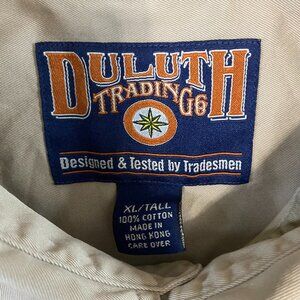 DULUTH
TRADING Co
Designed & Tested by Tradesmen
XL/TALL
100% COTTON
MADE IN
HONG KONG
CARE OVER